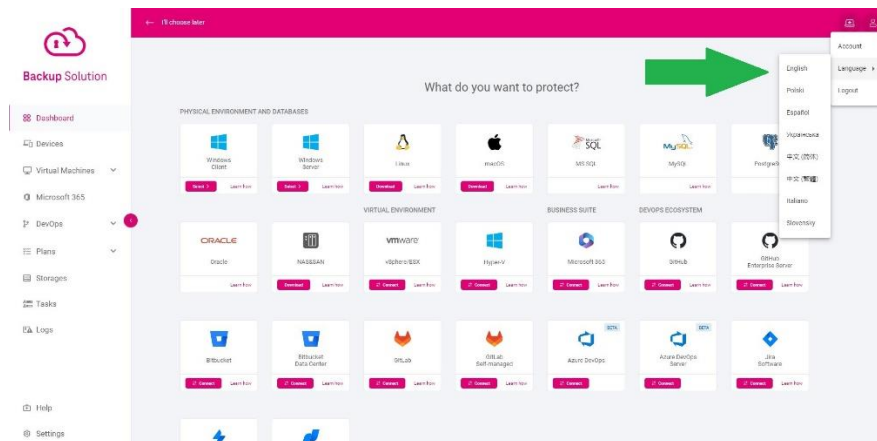 ← I'll choose later
Backup Solution
Dashboard
Devices
Virtual Machines
Microsoft 365
DevOps
Plans
Storages
Tasks
Logs
Help
Settings
What do you want to protect?
PHYSICAL ENVIRONMENT AND DATABASES
Windows
Client
Select >
Learn how
Windows
Server
Select >
Learn how
Linux
Download
Learn how
macOS
Download
Learn how
Microsoft
SQL
MS SQL
Learn how
MySQL
MySQL
Learn how
Learn how
VIRTUAL ENVIRONMENT
BUSINESS SUITE
DEVOPS ECOSYSTEM
ORACLE
Oracle
Learn how
NAS&SAN
Download
Learn how
vmware
vSphere/ESX
Connect
Learn how
Hyper-V
Connect
Learn how
Microsoft 365
Connect
Learn how
GitHub
Connect
Learn how
GitHub
Enterprise Server
Connect
Learn how
Bitbucket
Connect
Learn how
Bitbucket
Data Center
Connect
Learn how
GitLab
Connect
Learn how
GitLab
Self-managed
Connect
Learn how
BETA
Azure DevOps
Connect
Learn how
BETA
Azure DevOps
Server
Connect
Learn how
Jira
Software
Connect
Learn how
Account
Language
Logout
English
Polski
Español
Українська
中文 (简体)
中文 (繁體)
Italiano
Slovensky